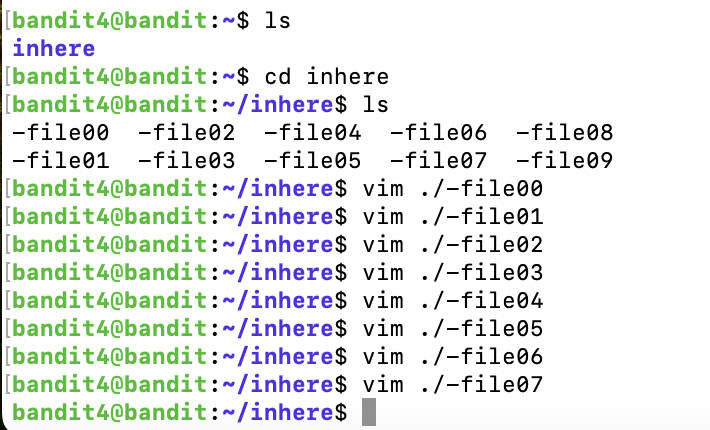 [bandit4@bandit:~$ ls
inhere
[bandit4@bandit:~$ cd inhere
[bandit4@bandit:~/inhere$ ls
-file00  -file02  -file04  -file06  -file08
-file01  -file03  -file05  -file07  -file09
[bandit4@bandit:~/inhere$ vim ./-file00
[bandit4@bandit:~/inhere$ vim ./-file01
[bandit4@bandit:~/inhere$ vim ./-file02
[bandit4@bandit:~/inhere$ vim ./-file03
[bandit4@bandit:~/inhere$ vim ./-file04
[bandit4@bandit:~/inhere$ vim ./-file05
[bandit4@bandit:~/inhere$ vim ./-file06
[bandit4@bandit:~/inhere$ vim ./-file07
bandit4@bandit:~/inhere$